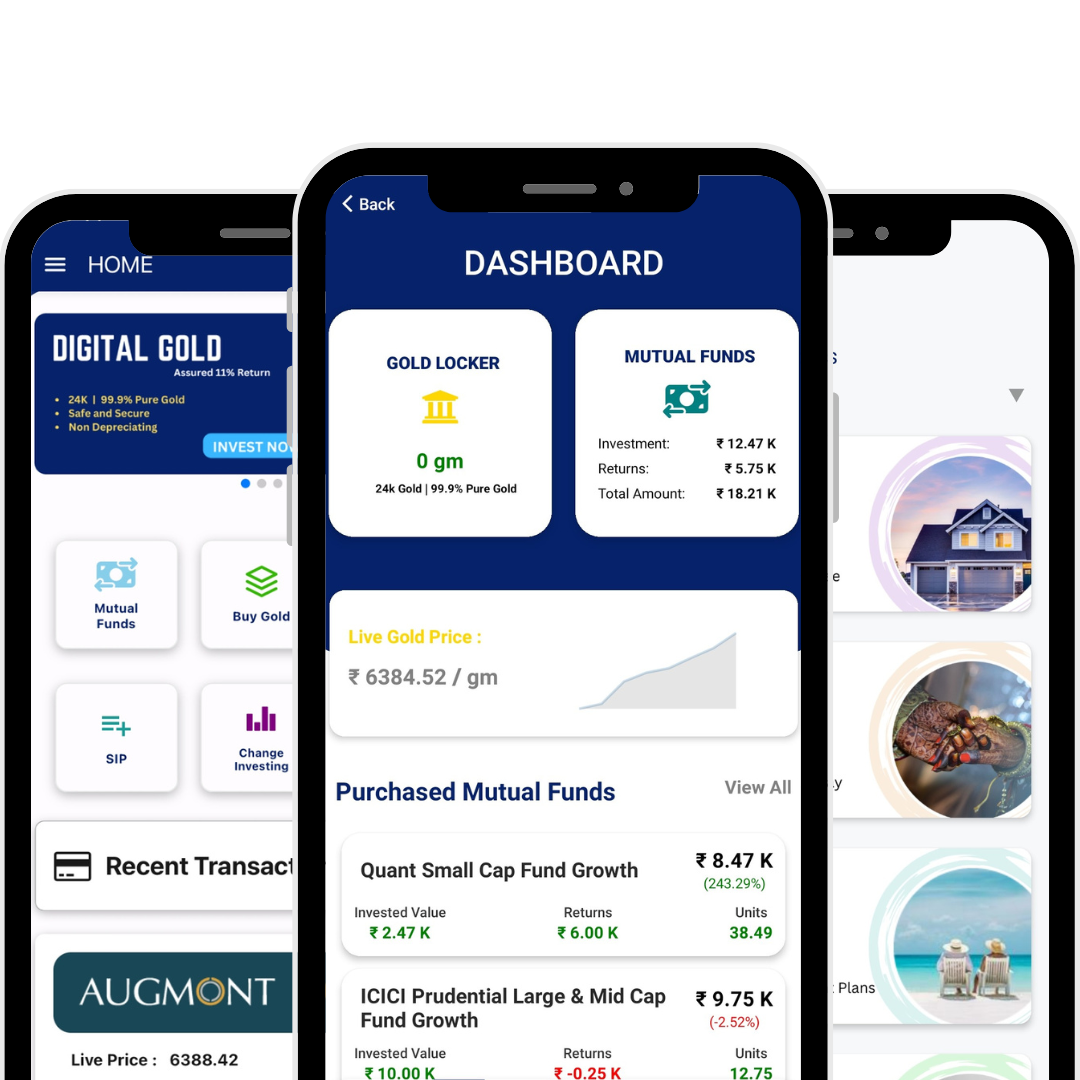 HOME
DIGITAL GOLD
Assured 11% Return
• 24K | 99.9% Pure Gold
• Safe and Secure
• Non Depreciating
INVEST NO
Mutual
Funds
Buy Gold
SIP
Change
Investing
Recent Transact
AUGMONT
Live Price : 6388.42
Back
DASHBOARD
GOLD LOCKER
0 gm
24k Gold | 99.9% Pure Gold
MUTUAL FUNDS
Investment: ₹ 12.47 K
Returns: ₹ 5.75 K
Total Amount: ₹ 18.21 K
Live Gold Price :
₹ 6384.52 / gm
Purchased Mutual Funds View All
Quant Small Cap Fund Growth ₹ 8.47 K
(243.29%)
Invested Value Returns Units
₹ 2.47 K ₹ 6.00 K 38.49
ICICI Prudential Large & Mid Cap
Fund Growth
₹ 9.75 K
(-2.52%)
Invested Value Returns Units
₹ 10.00 K ₹ -0.25 K 12.75
s
e
y
Plans